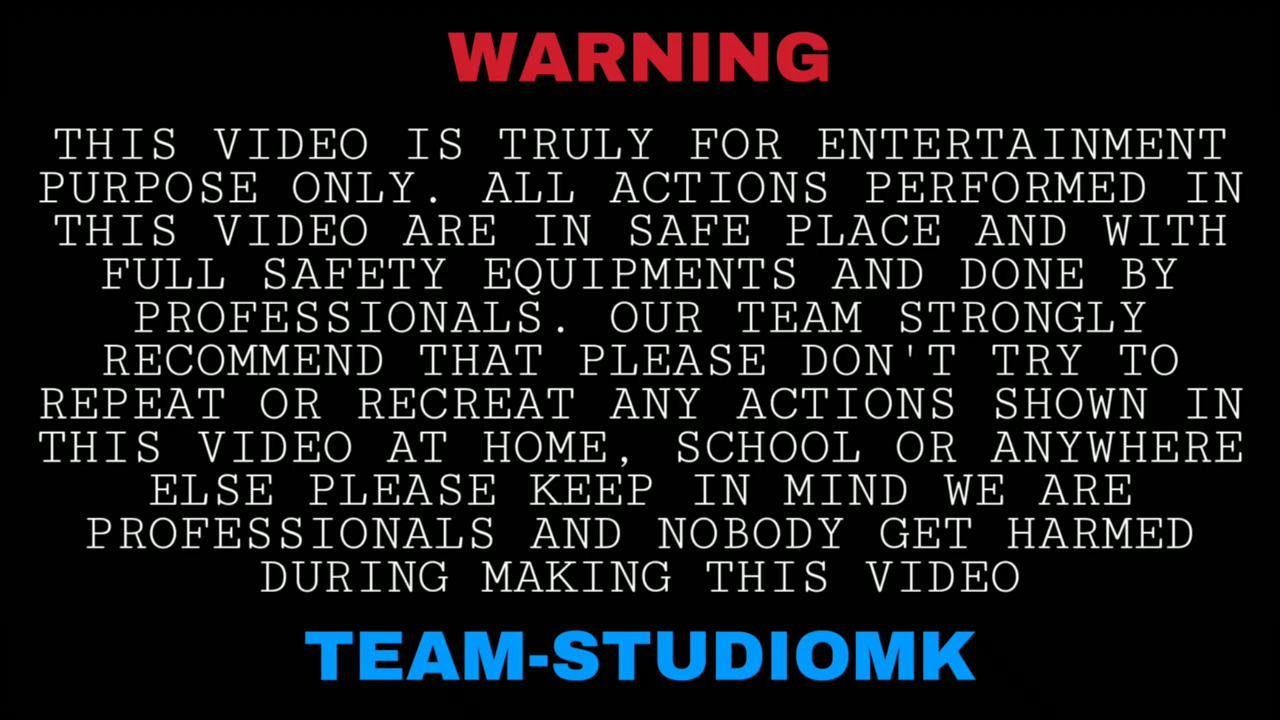 WARNING
THIS VIDEO IS TRULY FOR ENTERTAINMENT
PURPOSE ONLY. ALL ACTIONS PERFORMED IN
THIS VIDEO ARE IN SAFE PLACE AND WITH
FULL SAFETY EQUIPMENTS AND DONE BY
PROFESSIONALS. OUR TEAM STRONGLY
RECOMMEND THAT PLEASE DON'T TRY TO
REPEAT OR RECREAT ANY ACTIONS SHOWN IN
THIS VIDEO AT HOME, SCHOOL OR ANYWHERE
ELSE PLEASE KEEP IN MIND WE ARE
PROFESSIONALS AND NOBODY GET HARMED
DURING MAKING THIS VIDEO
TEAM-STUDIOMK